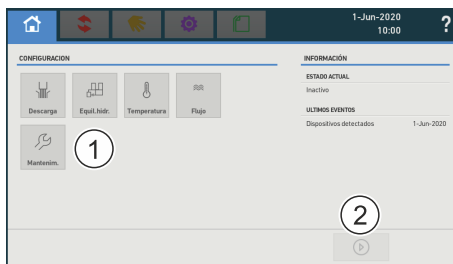 1-Jun-2020
10:00
?
CONFIGURACION
Descarga
Equil.hidr.
Temperatura
Flujo
Mantenim.
1
INFORMACIÓN
ESTADO ACTUAL
Inactivo
ULTIMOS EVENTOS
Dispositivos detectados 1-Jun-2020
2